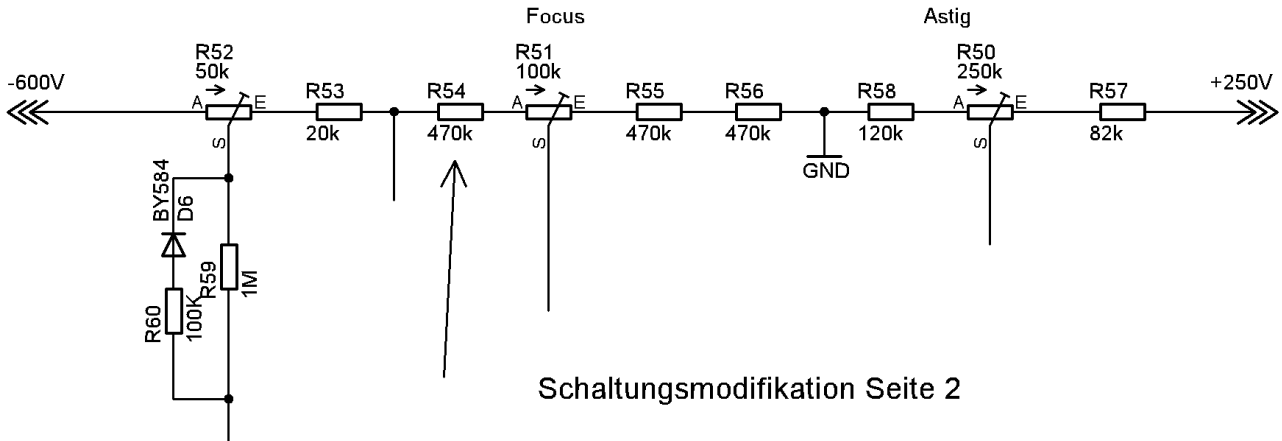 Focus
Astig
-600V
R52
50k
A
E
S
R53
20k
R54
470k
R51
100k
A
E
S
R55
470k
R56
470k
GND
R58
120k
R50
250k
A
E
S
R57
82k
+250V
BY584
D6
R59
1M
R60
100K
Schaltungsmodifikation Seite 2